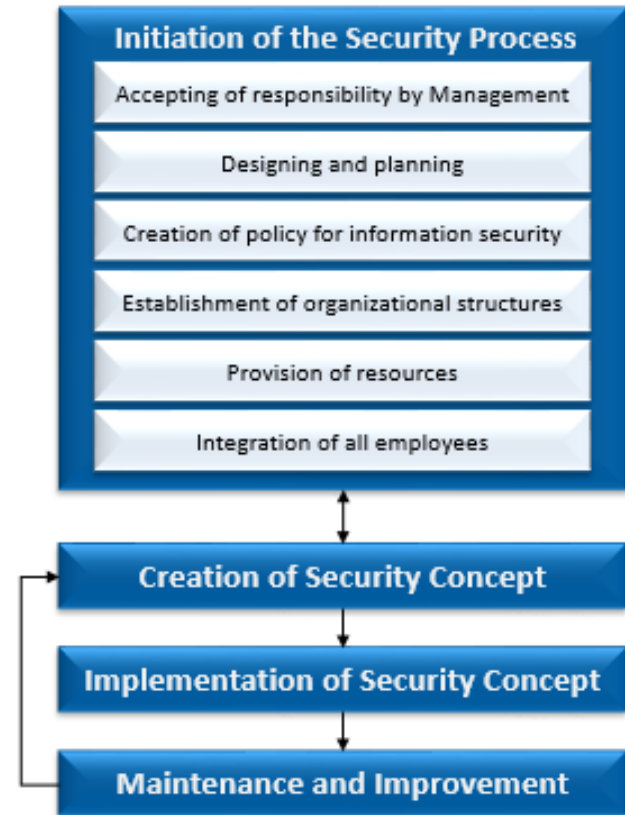 Initiation of the Security Process
Accepting of responsibility by Management
Designing and planning
Creation of policy for information security
Establishment of organizational structures
Provision of resources
Integration of all employees
Creation of Security Concept
Implementation of Security Concept
Maintenance and Improvement